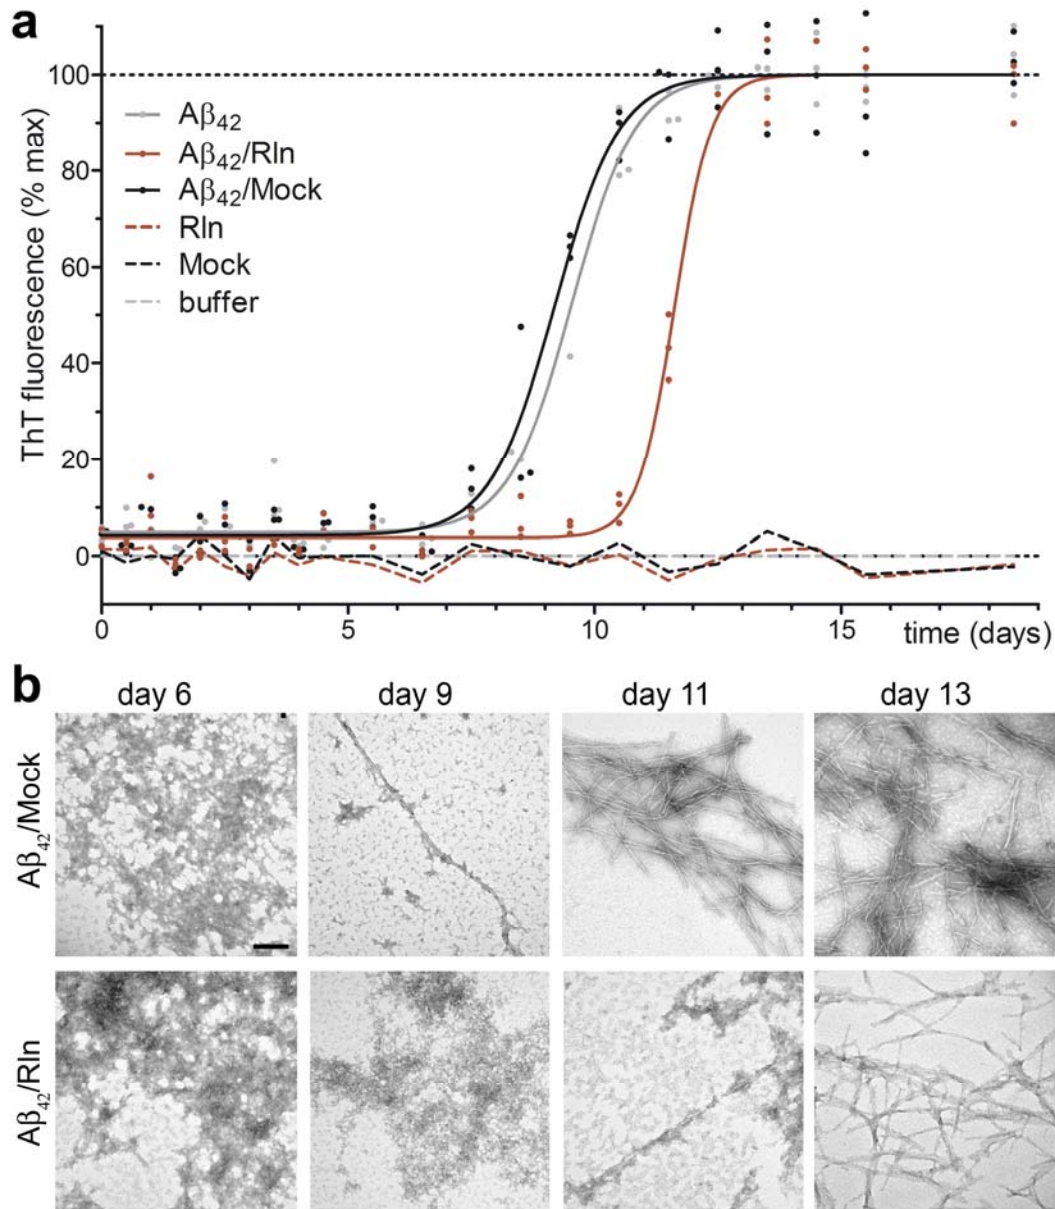 a
ThT fluorescence (% max)
100
80
60
40
20
0
Aβ42
Aβ42/Rln
Aβ42/Mock
Rln
Mock
buffer
0 5 10 15 time (days)
b
day 6 day 9 day 11 day 13
Aβ42/Mock
Aβ42/Rln